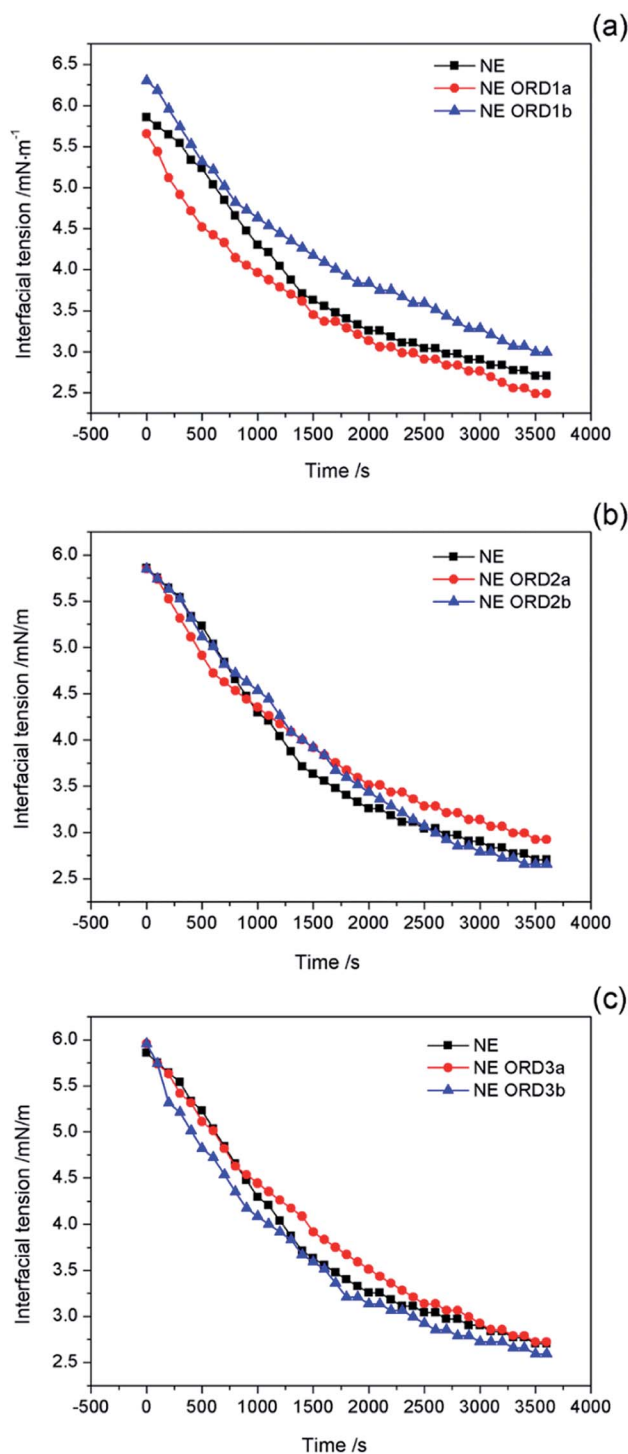 (a)
NE
NE ORD1a
NE ORD1b
6.5
6.0
5.5
5.0
4.5
4.0
3.5
3.0
2.5
Interfacial tension /mN·m⁻¹
-500 0 500 1000 1500 2000 2500 3000 3500 4000
Time /s
(b)
NE
NE ORD2a
NE ORD2b
6.0
5.5
5.0
4.5
4.0
3.5
3.0
2.5
Interfacial tension /mN/m
-500 0 500 1000 1500 2000 2500 3000 3500 4000
Time /s
(c)
NE
NE ORD3a
NE ORD3b
6.0
5.5
5.0
4.5
4.0
3.5
3.0
2.5
Interfacial tension /mN/m
-500 0 500 1000 1500 2000 2500 3000 3500 4000
Time /s